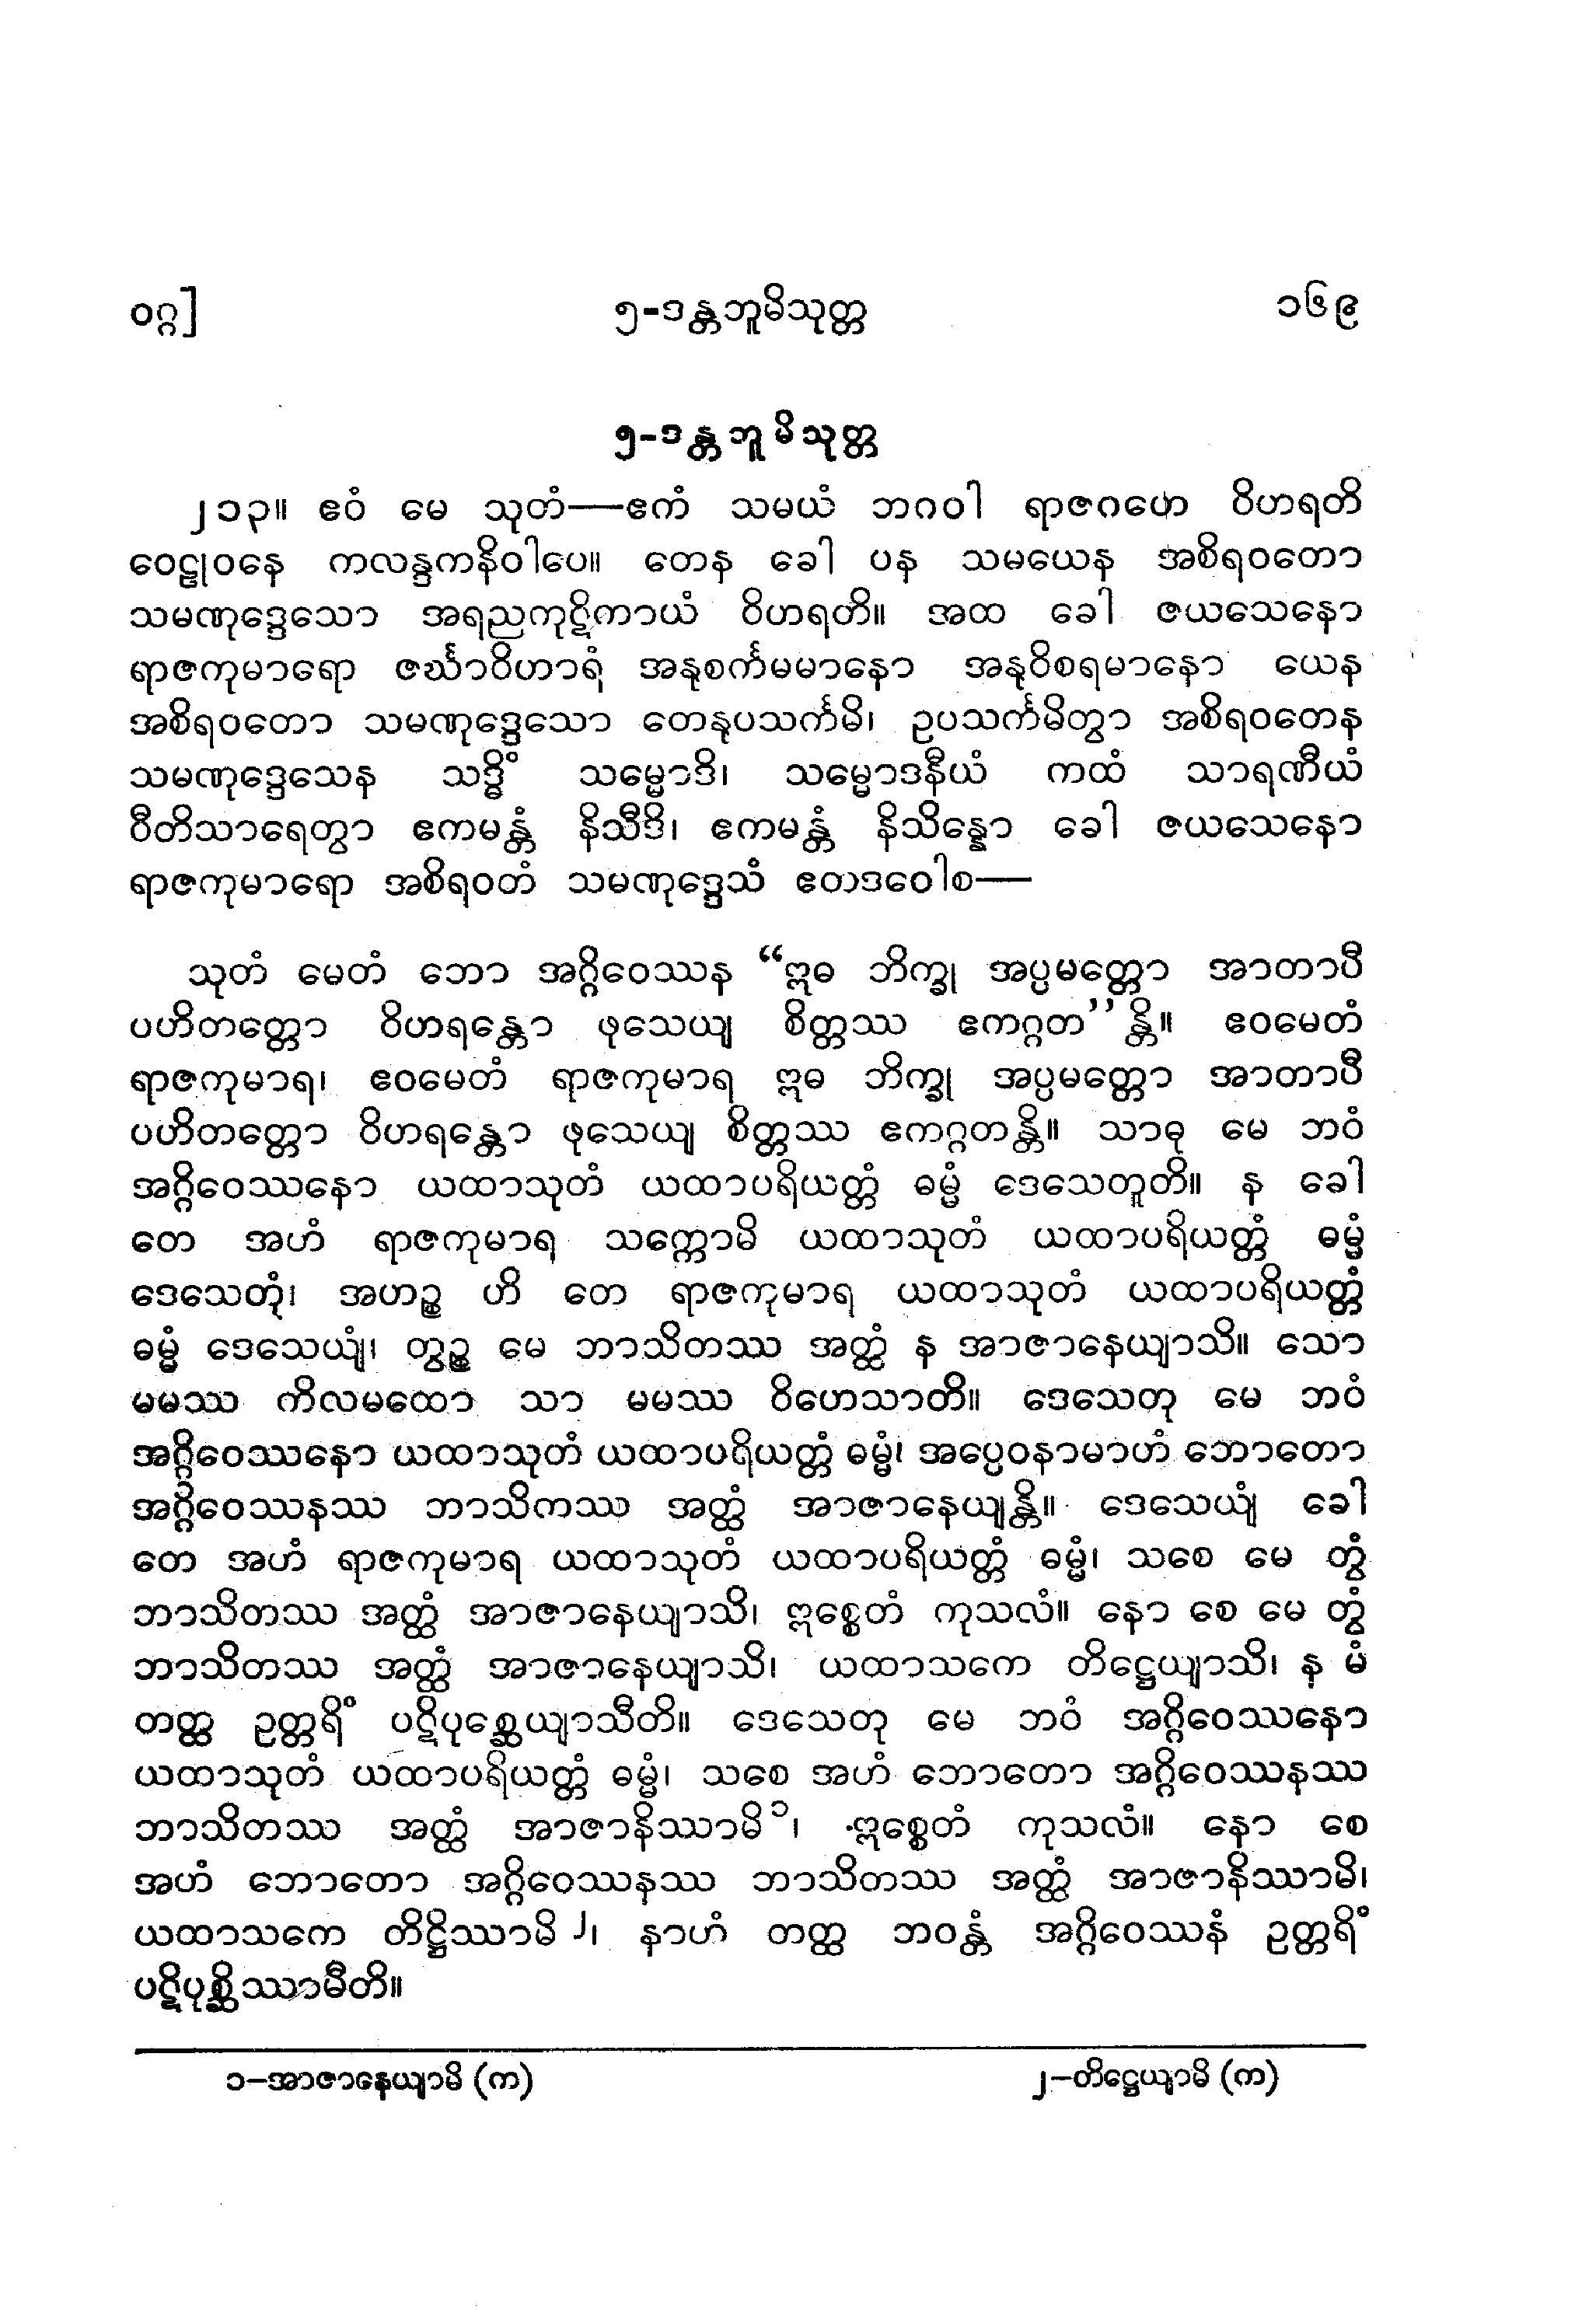 ဝဂ္ဂ] ၅-ဒန္တဘူမိသုတ္တ ၁၆၉
၅-ဒန္တဘူမိသုတ္တ
၂၁၃။ ဧဝံ မေ သုတံ—ဧကံ သမယံ ဘဂဝါ ရာဇဂဟေ ဝိဟရတိ
ဝေဠုဝနေ ကလန္ဒကနိဝါပေ။ တေန ခေါ ပန သမယေန အစိရဝတော
သမဏုဒ္ဒေသော အရညကုဋိကာယံ ဝိဟရတိ။ အထ ခေါ ဇယသေနော
ရာဇကုမာရော ဇင်္ဃာဝိဟာရံ အနုစင်္ကမမာနော အနုဝိစရမာနော ယေန
အစိရဝတော သမဏုဒ္ဒေသော တေနုပသင်္ကမိ၊ ဥပသင်္ကမိတွာ အစိရဝတေန
သမဏုဒ္ဒေသေန သဒ္ဓိံ သမ္မောဒိ၊ သမ္မောဒနီယံ ကထံ သာရဏီယံ
ဝီတိသာရေတွာ ဧကမန္တံ နိသီဒိ၊ ဧကမန္တံ နိသိန္နော ခေါ ဇယသေနော
ရာဇကုမာရော အစိရဝတံ သမဏုဒ္ဒေသံ ဧတဒဝေါစ—
သုတံ မေတံ ဘော အဂ္ဂိဝေဿန “ဣဓ ဘိက္ခု အပ္ပမတ္တော အာတာပီ
ပဟိတတ္တော ဝိဟရန္တော ဖုသေယျ စိတ္တဿ ဧကဂ္ဂတ”န္တိ။ ဧဝမေတံ
ရာဇကုမာရ၊ ဧဝမေတံ ရာဇကုမာရ ဣဓ ဘိက္ခု အပ္ပမတ္တော အာတာပီ
ပဟိတတ္တော ဝိဟရန္တော ဖုသေယျ စိတ္တဿ ဧကဂ္ဂတန္တိ။ သာဓု မေ ဘဝံ
အဂ္ဂိဝေဿနော ယထာသုတံ ယထာပရိယတ္တံ ဓမ္မံ ဒေသေတူတိ။ န ခေါ
တေ အဟံ ရာဇကုမာရ သက္ကောမိ ယထာသုတံ ယထာပရိယတ္တံ ဓမ္မံ
ဒေသေတုံ၊ အဟဉ္စ ဟိ တေ ရာဇကုမာရ ယထာသုတံ ယထာပရိယတ္တံ
ဓမ္မံ ဒေသေယျံ၊ တွဉ္စ မေ ဘာသိတဿ အတ္ထံ န အာဇာနေယျာသိ။ သော
မမဿ ကိလမထော သာ မမဿ ဝိဟေသာတိ။ ဒေသေတု မေ ဘဝံ
အဂ္ဂိဝေဿနော ယထာသုတံ ယထာပရိယတ္တံ ဓမ္မံ၊ အပ္ပေဝနာမာဟံ ဘောတော
အဂ္ဂိဝေဿနဿ ဘာသိကဿ အတ္ထံ အာဇာနေယျန္တိ။ ဒေသေယျံ ခေါ
တေ အဟံ ရာဇကုမာရ ယထာသုတံ ယထာပရိယတ္တံ ဓမ္မံ၊ သစေ မေ တွံ
ဘာသိတဿ အတ္ထံ အာဇာနေယျာသိ၊ ဣစ္စေတံ ကုသလံ။ နော စေ မေ တွံ
ဘာသိတဿ အတ္ထံ အာဇာနေယျာသိ၊ ယထာသကေ တိဋ္ဌေယျာသိ၊ န မံ
တတ္ထ ဥတ္တရိံ ပဋိပုစ္ဆေယျာသီတိ။ ဒေသေတု မေ ဘဝံ အဂ္ဂိဝေဿနော
ယထာသုတံ ယထာပရိယတ္တံ ဓမ္မံ၊ သစေ အဟံ ဘောတော အဂ္ဂိဝေဿနဿ
ဘာသိတဿ အတ္ထံ အာဇာနိဿာမိ၁၊ ဣစ္စေတံ ကုသလံ။ နော စေ
အဟံ ဘောတော အဂ္ဂိဝေဿနဿ ဘာသိတဿ အတ္ထံ အာဇာနိဿာမိ၊
ယထာသကေ တိဋ္ဌိဿာမိ၂၊ နာဟံ တတ္ထ ဘဝန္တံ အဂ္ဂိဝေဿနံ ဥတ္တရိံ
ပဋိပုစ္ဆိဿာမီတိ။
၁–အာဇာနေယျာမိ (က) ၂–တိဋ္ဌေယျာမိ (က)